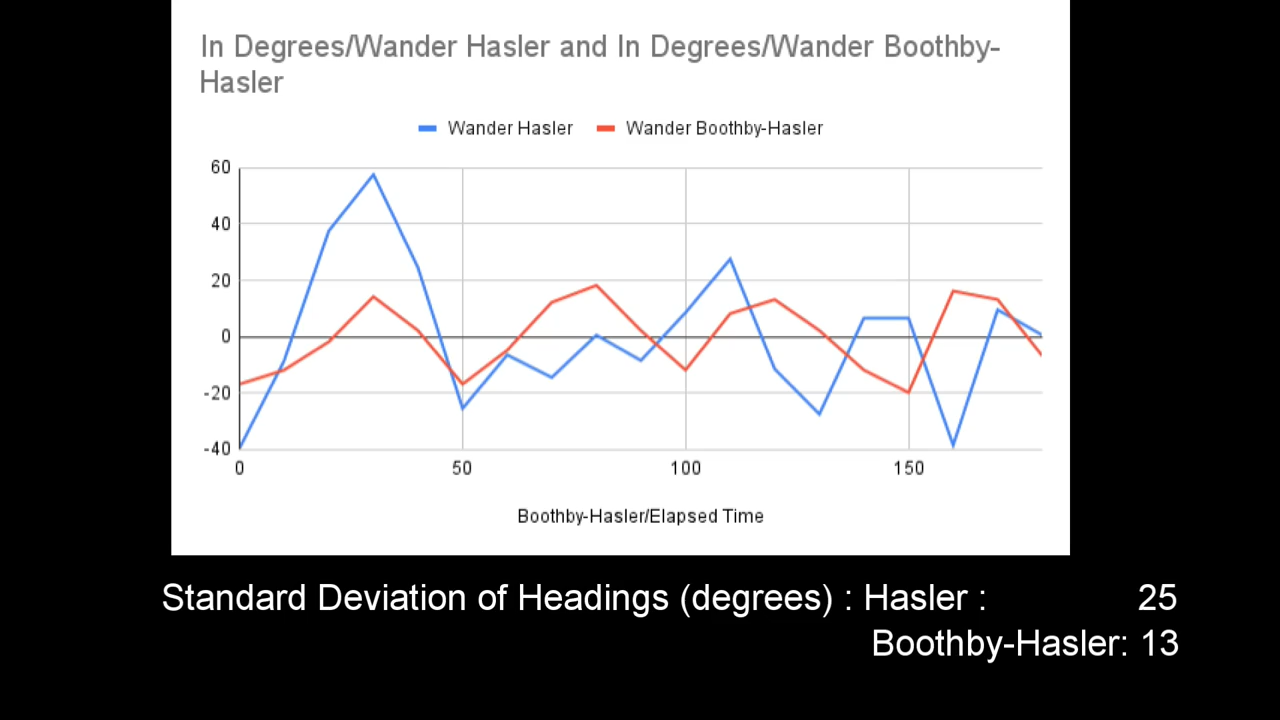 In Degrees/Wander Hasler and In Degrees/Wander Boothby-
Hasler
Wander Hasler Wander Boothby-Hasler
60
40
20
0
-20
-40
0 50 100 150
Boothby-Hasler/Elapsed Time
Standard Deviation of Headings (degrees) : Hasler : 25
Boothby-Hasler: 13